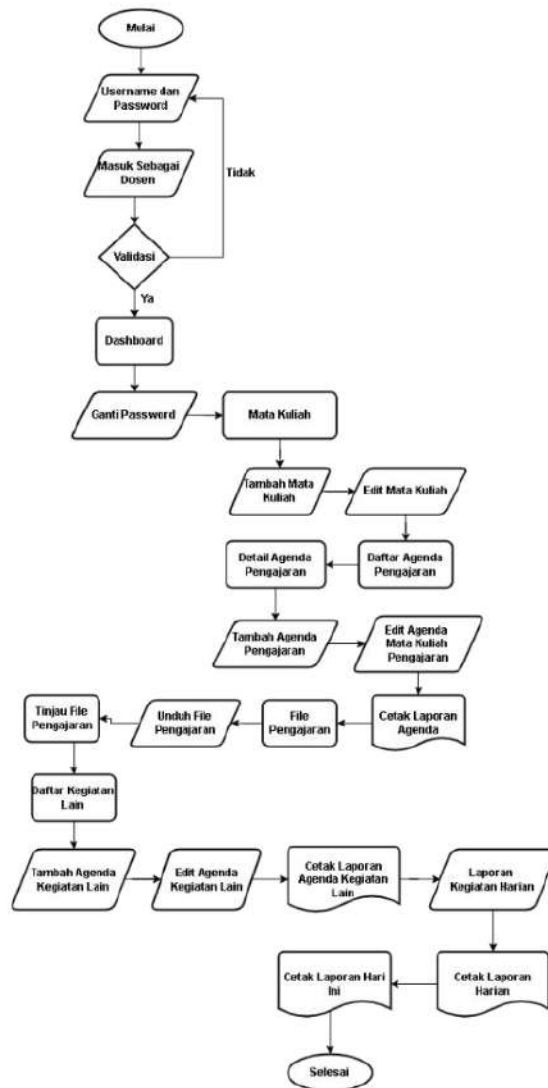 Mulai
Username dan
Password
Masuk Sebagai
Dosen
Tidak
Validasi
Ya
Dashboard
Ganti Password
Mata Kuliah
Tambah Mata
Kuliah
Edit Mata Kuliah
Detail Agenda
Pengajaran
Daftar Agenda
Pengajaran
Tambah Agenda
Pengajaran
Edit Agenda
Mata Kuliah
Pengajaran
Tinjau File
Pengajaran
Unduh File
Pengajaran
File
Pengajaran
Cetak Laporan
Agenda
Daftar Kegiatan
Lain
Tambah Agenda
Kegiatan Lain
Edit Agenda
Kegiatan Lain
Cetak Laporan
Agenda Kegiatan
Lain
Laporan
Kegiatan Harian
Cetak Laporan Hari
Ini
Cetak Laporan
Harian
Selesai